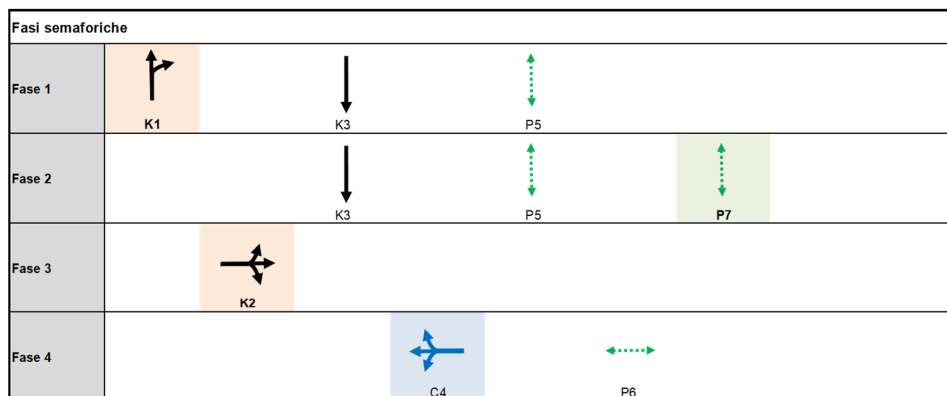 Fasi semaforiche
Fase 1
K1
K3
P5
Fase 2
K3
P5
P7
Fase 3
K2
Fase 4
C4
P6